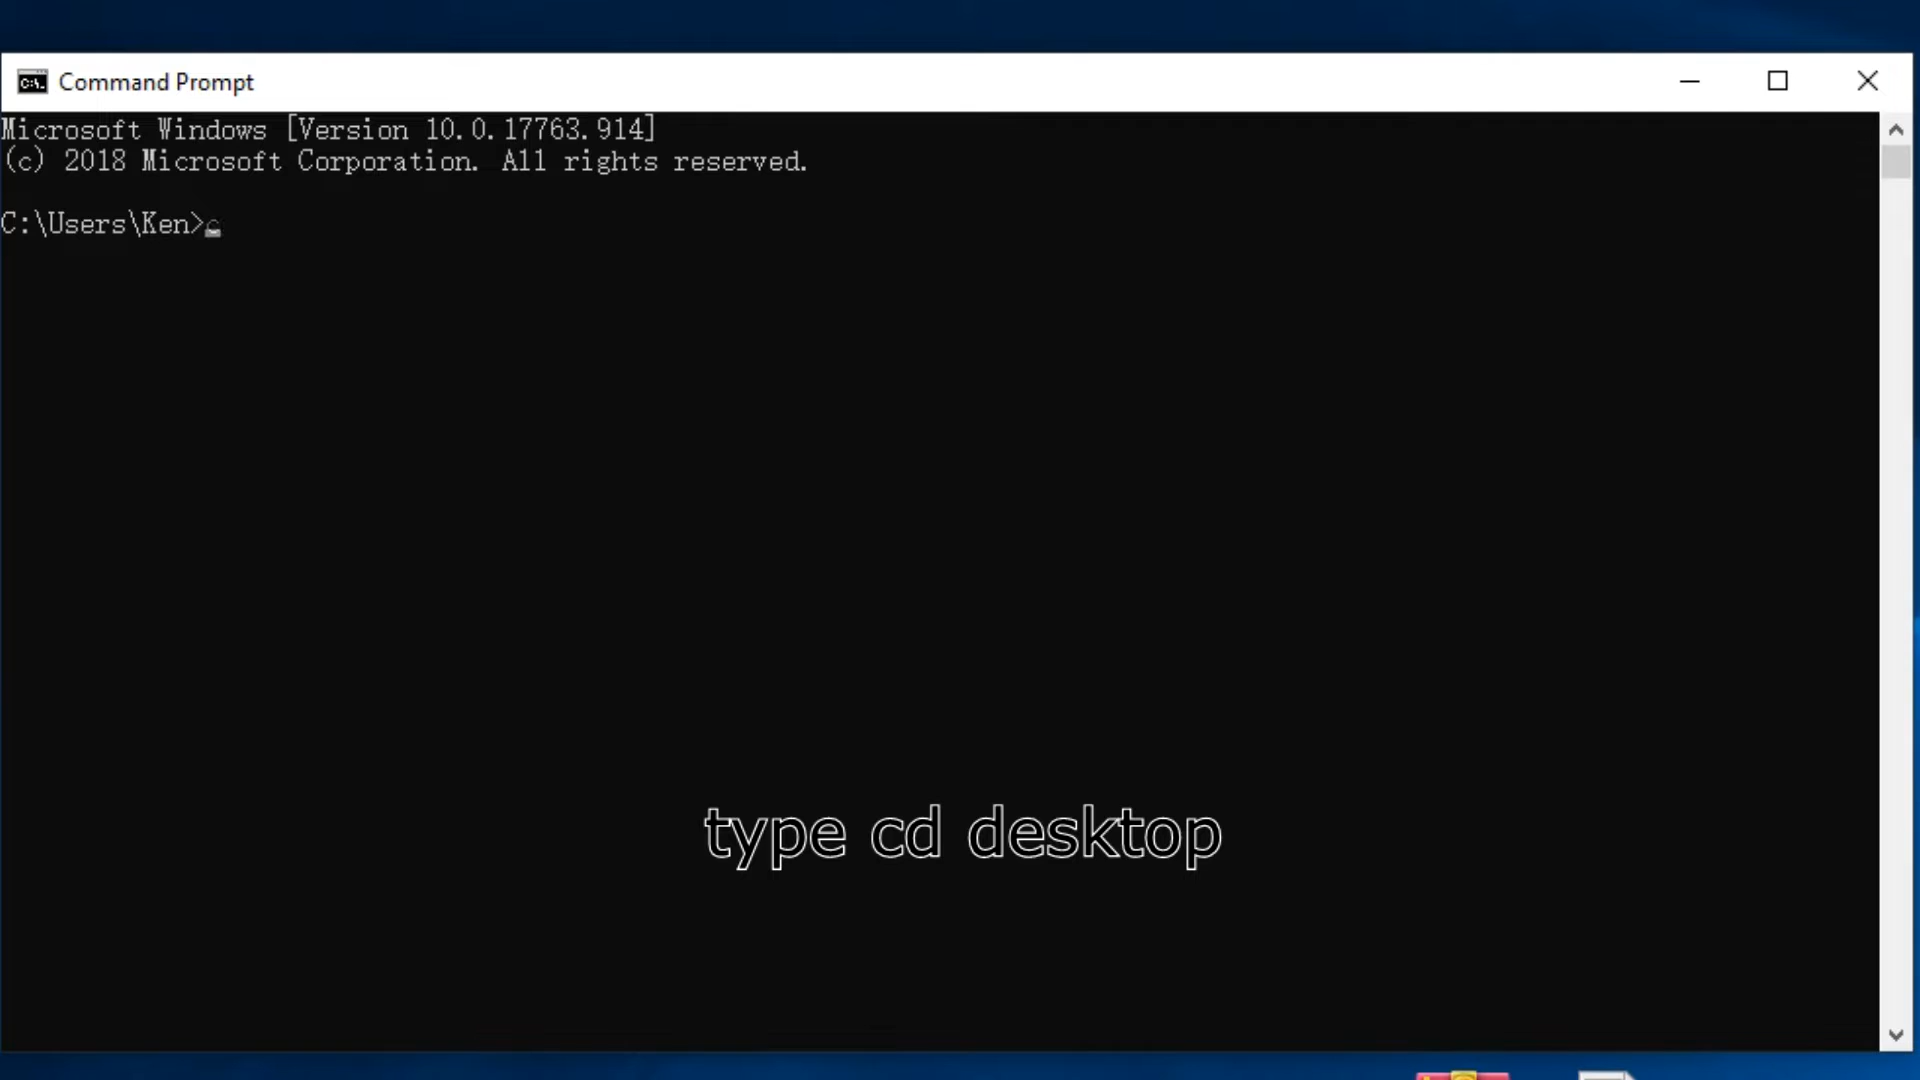 Command Prompt
Microsoft Windows [Version 10.0.17763.914]
(c) 2018 Microsoft Corporation. All rights reserved.
C:\Users\Ken>c
type cd desktop